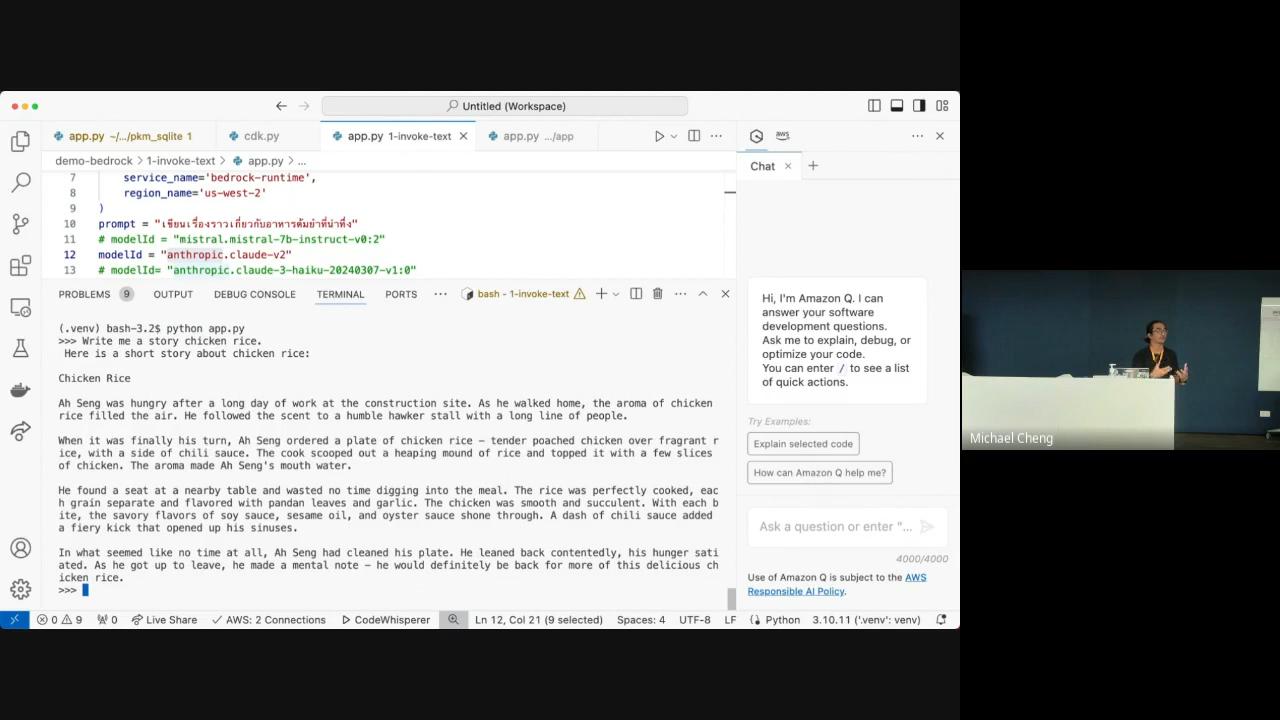 Untitled (Workspace)
app.py ~/.../pkm_sqlite 1
cdk.py
app.py 1-invoke-text
app.py .../app
demo-bedrock > 1-invoke-text > app.py > ...
7 service_name='bedrock-runtime',
8 region_name='us-west-2'
9 )
10 prompt = "เขียนเรื่องราวเกี่ยวกับอาหารต้มยำที่น่าทึ่ง"
11 # modelId = "mistral.mistral-7b-instruct-v0:2"
12 modelId = "anthropic.claude-v2"
13 # modelId= "anthropic.claude-3-haiku-20240307-v1:0"
PROBLEMS 9 OUTPUT DEBUG CONSOLE TERMINAL PORTS ... bash - 1-invoke-text
(.venv) bash-3.2$ python app.py
>>> Write me a story chicken rice.
Here is a short story about chicken rice:
Chicken Rice
Ah Seng was hungry after a long day of work at the construction site. As he walked home, the aroma of chicken
rice filled the air. He followed the scent to a humble hawker stall with a long line of people.
When it was finally his turn, Ah Seng ordered a plate of chicken rice – tender poached chicken over fragrant r
ice, with a side of chili sauce. The cook scooped out a heaping mound of rice and topped it with a few slices
of chicken. The aroma made Ah Seng's mouth water.
He found a seat at a nearby table and wasted no time digging into the meal. The rice was perfectly cooked, eac
h grain separate and flavored with pandan leaves and garlic. The chicken was smooth and succulent. With each b
ite, the savory flavors of soy sauce, sesame oil, and oyster sauce shone through. A dash of chili sauce added
a fiery kick that opened up his sinuses.
In what seemed like no time at all, Ah Seng had cleaned his plate. He leaned back contentedly, his hunger sati
ated. As he got up to leave, he made a mental note – he would definitely be back for more of this delicious ch
icken rice.
>>>
0 9 0 Live Share AWS: 2 Connections CodeWhisperer Ln 12, Col 21 (9 selected) Spaces: 4 UTF-8 LF Python 3.10.11 ('.venv': venv)
aws
Chat
Hi, I'm Amazon Q. I can
answer your software
development questions.
Ask me to explain, debug, or
optimize your code.
You can enter / to see a list
of quick actions.
Try Examples:
Explain selected code
How can Amazon Q help me?
Ask a question or enter "...
4000/4000
Use of Amazon Q is subject to the AWS
Responsible AI Policy.
Michael Cheng